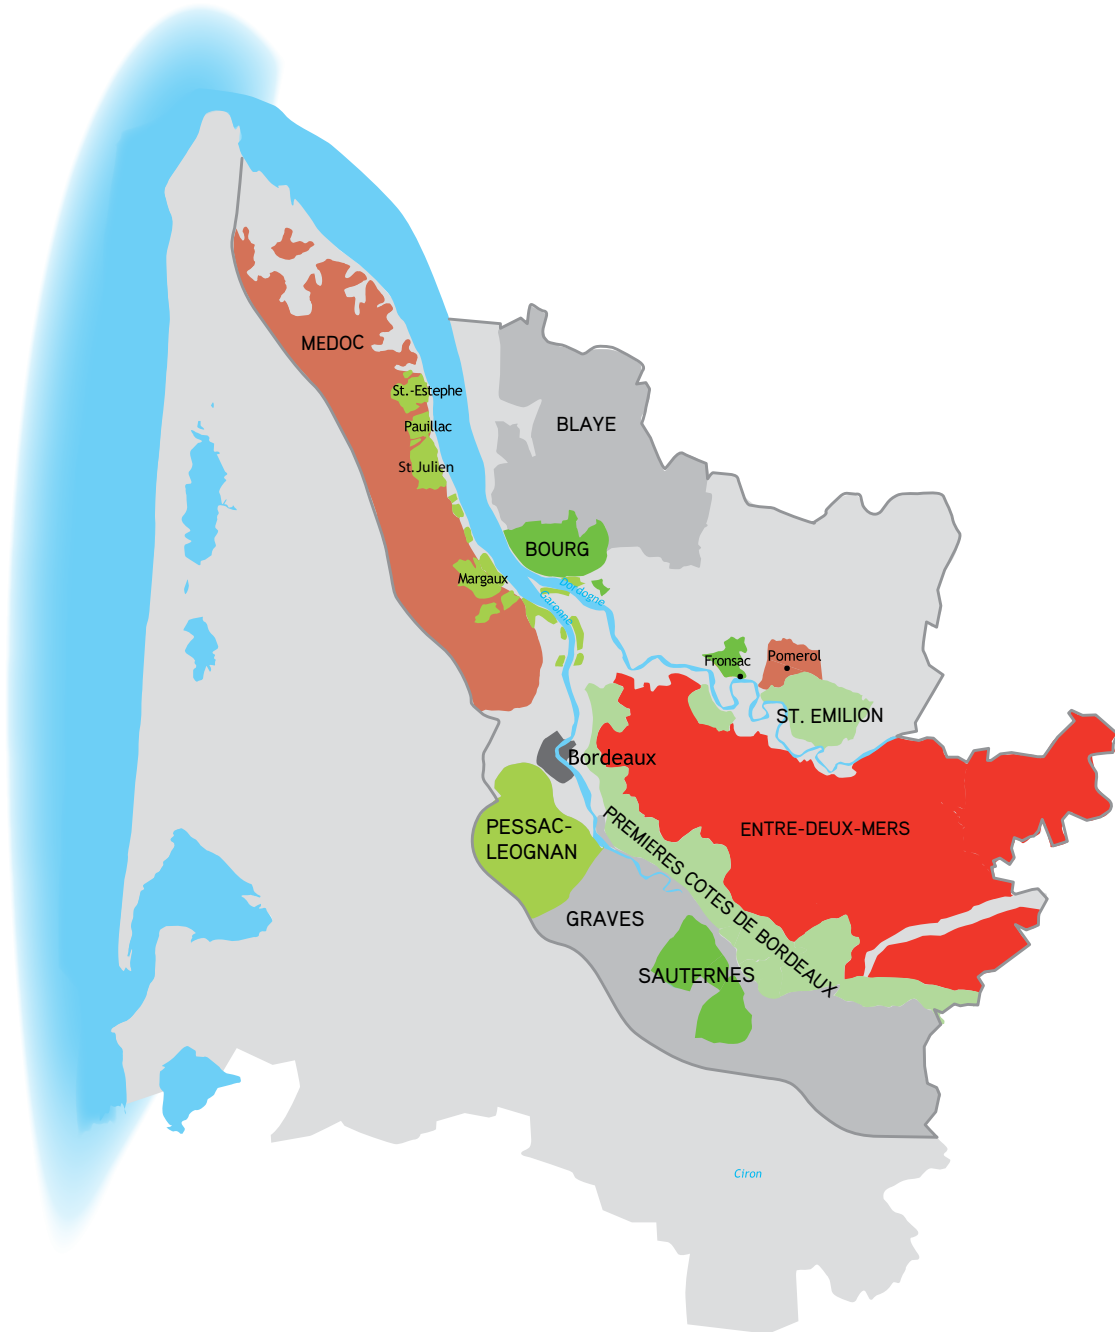 MEDOC
St.-Estephe
BLAYE
Pauillac
St.Julien
BOURG
Margaux
Dordogne
Garonne
Fronsac
Pomerol
ST. EMILION
Bordeaux
PESSAC-
LEOGNAN
PREMIERES COTES DE BORDEAUX
ENTRE-DEUX-MERS
GRAVES
SAUTERNES
Ciron